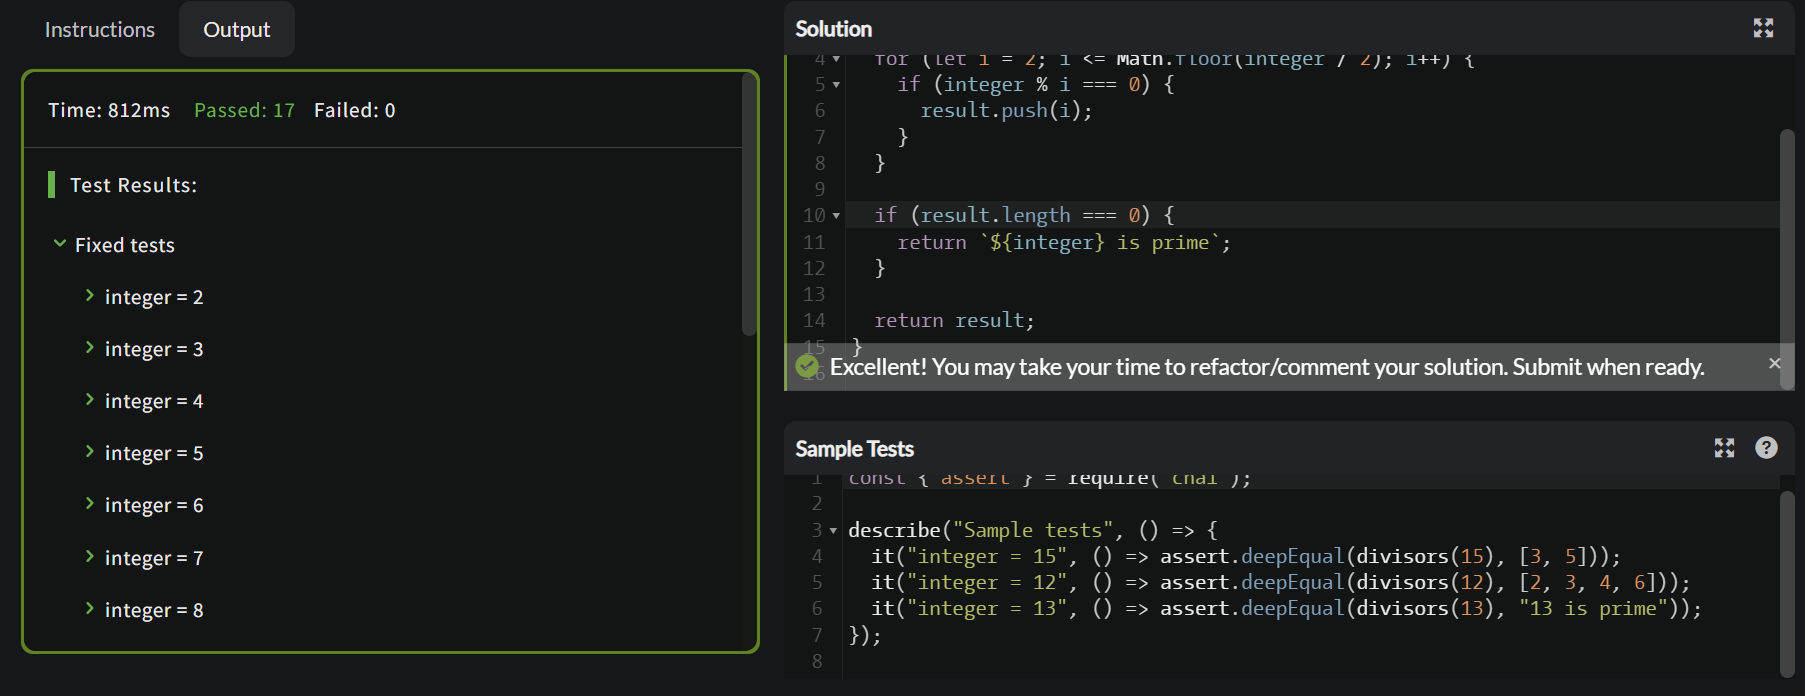 Instructions
Output
Time: 812ms Passed: 17 Failed: 0
Test Results:
Fixed tests
integer = 2
integer = 3
integer = 4
integer = 5
integer = 6
integer = 7
integer = 8
Solution
4 for (let i = 2; i <= Math.floor(integer / 2); i++) {
5 if (integer % i === 0) {
6 result.push(i);
7 }
8 }
9
10 if (result.length === 0) {
11 return `${integer} is prime`;
12 }
13
14 return result;
15 }
16
Excellent! You may take your time to refactor/comment your solution. Submit when ready. ×
Sample Tests
?
1 const { assert } = require("chai");
2
3 describe("Sample tests", () => {
4 it("integer = 15", () => assert.deepEqual(divisors(15), [3, 5]));
5 it("integer = 12", () => assert.deepEqual(divisors(12), [2, 3, 4, 6]));
6 it("integer = 13", () => assert.deepEqual(divisors(13), "13 is prime"));
7 });
8